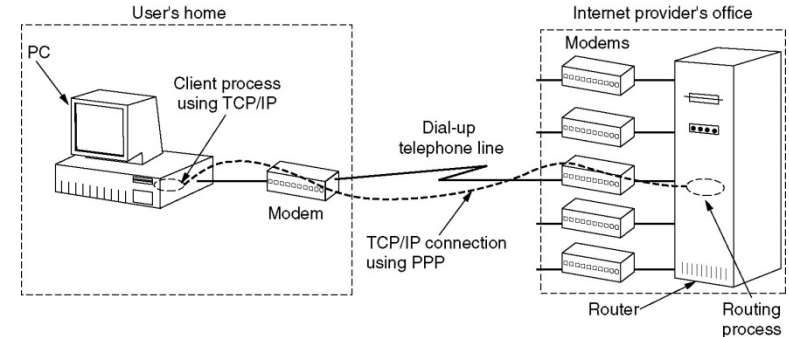 User's home
Internet provider's office
PC
Client process
using TCP/IP
Modem
Dial-up
telephone line
TCP/IP connection
using PPP
Modems
Router
Routing
process